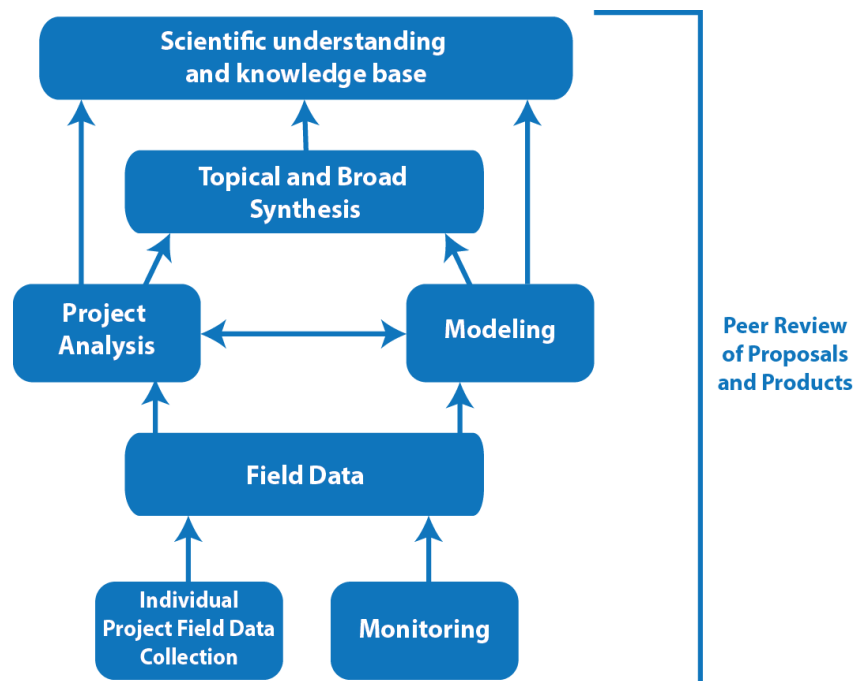 Scientific understanding
and knowledge base
Topical and Broad
Synthesis
Project
Analysis
Modeling
Peer Review
of Proposals
and Products
Field Data
Individual
Project Field Data
Collection
Monitoring